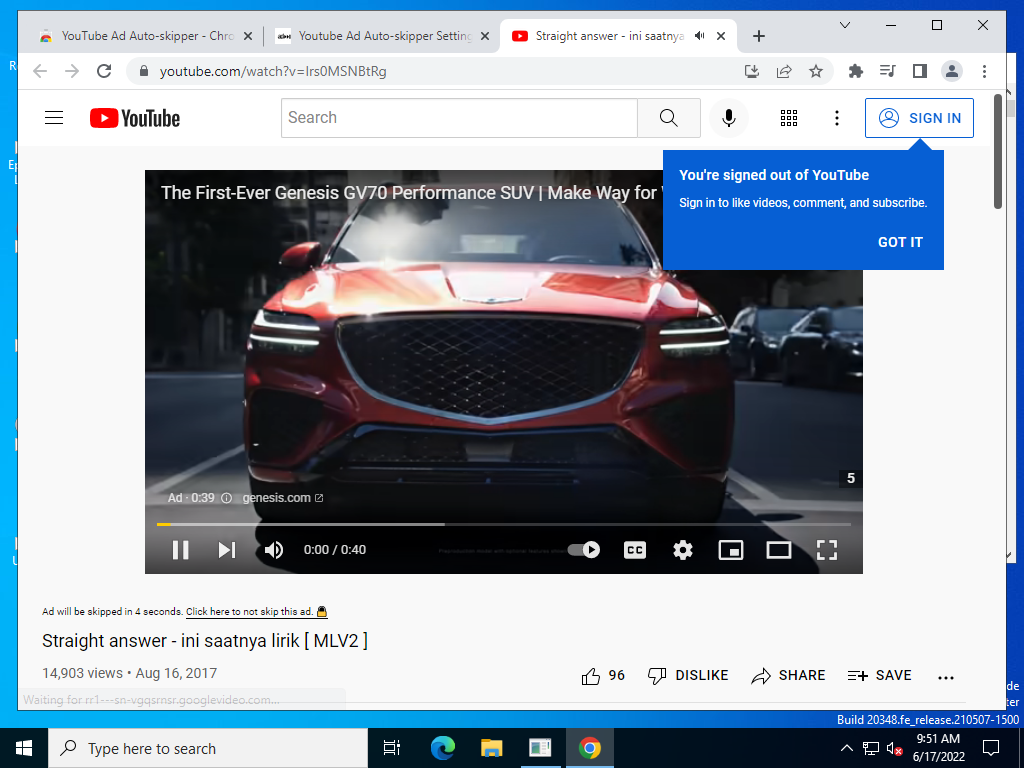 YouTube Ad Auto-skipper - Chro
Youtube Ad Auto-skipper Setting
Straight answer - ini saatnya
youtube.com/watch?v=Irs0MSNBtRg
YouTube
Search
SIGN IN
You're signed out of YouTube
Sign in to like videos, comment, and subscribe.
GOT IT
The First-Ever Genesis GV70 Performance SUV | Make Way for
5
Ad · 0:39
genesis.com
0:00 / 0:40
CC
Ad will be skipped in 4 seconds. Click here to not skip this ad.
Straight answer - ini saatnya lirik [ MLV2 ]
14,903 views • Aug 16, 2017
96
DISLIKE
SHARE
SAVE
Waiting for rr1---sn-vgqsrnsr.googlevideo.com...
Build 20348.fe_release.210507-1500
Type here to search
9:51 AM
6/17/2022